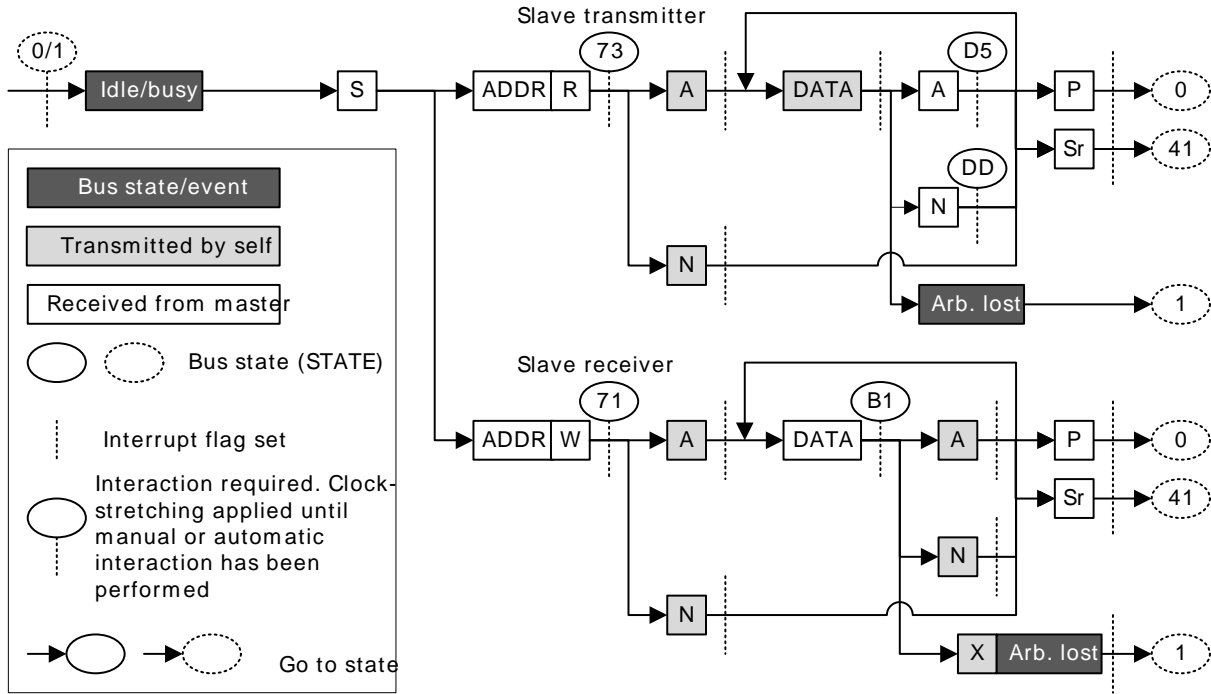 Slave transmitter
0/1
73
D5
Idle/busy
S
ADDR R
A
DATA
A
P
0
Sr
41
DD
N
N
Arb. lost
1
Bus state/event
Transmitted by self
Received from master
Bus state (STATE)
Interrupt flag set
Interaction required. Clock-
stretching applied until
manual or automatic
interaction has been
performed
Go to state
Slave receiver
71
B1
ADDR W
A
DATA
A
P
0
Sr
41
N
N
X Arb. lost
1